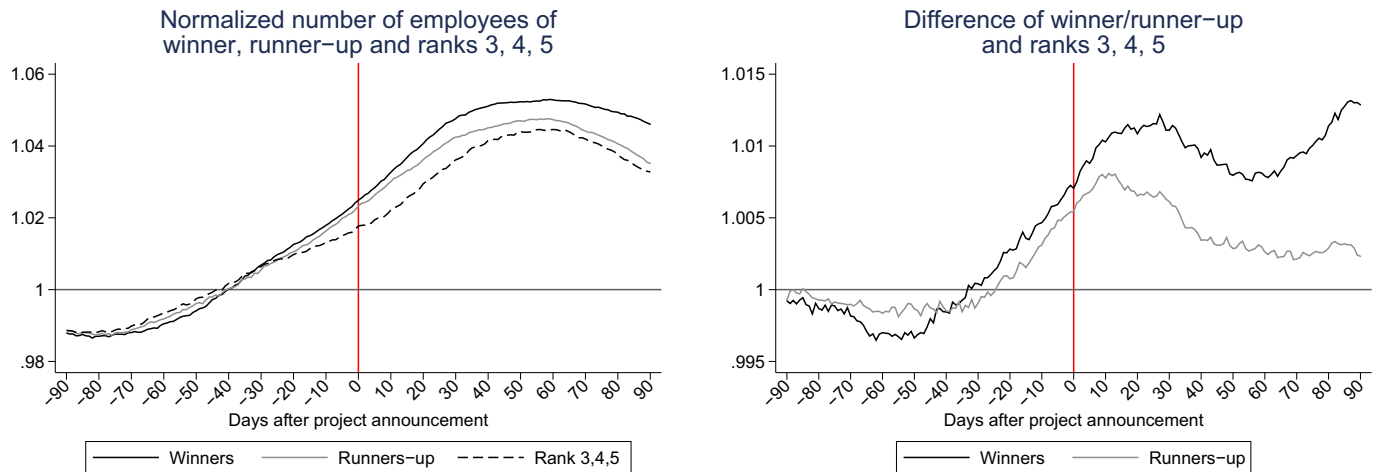 Normalized number of employees of
winner, runner−up and ranks 3, 4, 5
1.06
1.04
1.02
1
.98
−90 −80 −70 −60 −50 −40 −30 −20 −10 0 10 20 30 40 50 60 70 80 90
Days after project announcement
Winners Runners−up Rank 3,4,5
Difference of winner/runner−up
and ranks 3, 4, 5
1.015
1.01
1.005
1
.995
−90 −80 −70 −60 −50 −40 −30 −20 −10 0 10 20 30 40 50 60 70 80 90
Days after project announcement
Winners Runners−up